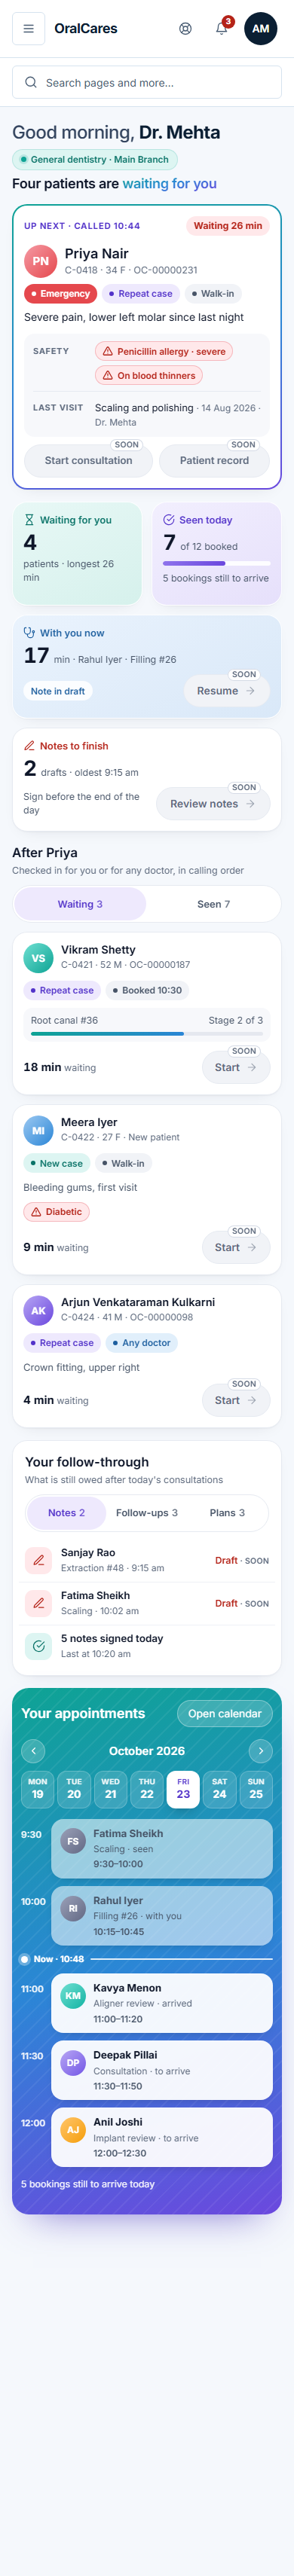 OralCares
3
AM
Search pages and more...
Good morning, Dr. Mehta
General dentistry · Main Branch
Four patients are waiting for you
UP NEXT · CALLED 10:44
Waiting 26 min
PN
Priya Nair
C-0418 · 34 F · OC-00000231
Emergency
Repeat case
Walk-in
Severe pain, lower left molar since last night
SAFETY
Penicillin allergy · severe
On blood thinners
LAST VISIT
Scaling and polishing · 14 Aug 2026 ·
Dr. Mehta
SOON
Start consultation
SOON
Patient record
Waiting for you
4
patients · longest 26
min
Seen today
7 of 12 booked
5 bookings still to arrive
With you now
17 min · Rahul Iyer · Filling #26
Note in draft
SOON
Resume
Notes to finish
2 drafts · oldest 9:15 am
Sign before the end of the
day
SOON
Review notes
After Priya
Checked in for you or for any doctor, in calling order
Waiting 3
Seen 7
VS
Vikram Shetty
C-0421 · 52 M · OC-00000187
Repeat case
Booked 10:30
Root canal #36
Stage 2 of 3
18 min waiting
SOON
Start
MI
Meera Iyer
C-0422 · 27 F · New patient
New case
Walk-in
Bleeding gums, first visit
Diabetic
9 min waiting
SOON
Start
AK
Arjun Venkataraman Kulkarni
C-0424 · 41 M · OC-00000098
Repeat case
Any doctor
Crown fitting, upper right
4 min waiting
SOON
Start
Your follow-through
What is still owed after today's consultations
Notes 2
Follow-ups 3
Plans 3
Sanjay Rao
Extraction #48 · 9:15 am
Draft · SOON
Fatima Sheikh
Scaling · 10:02 am
Draft · SOON
5 notes signed today
Last at 10:20 am
Your appointments
Open calendar
October 2026
MON
19
TUE
20
WED
21
THU
22
FRI
23
SAT
24
SUN
25
9:30
FS
Fatima Sheikh
Scaling · seen
9:30–10:00
10:00
RI
Rahul Iyer
Filling #26 · with you
10:15–10:45
Now · 10:48
11:00
KM
Kavya Menon
Aligner review · arrived
11:00–11:20
11:30
DP
Deepak Pillai
Consultation · to arrive
11:30–11:50
12:00
AJ
Anil Joshi
Implant review · to arrive
12:00–12:30
5 bookings still to arrive today